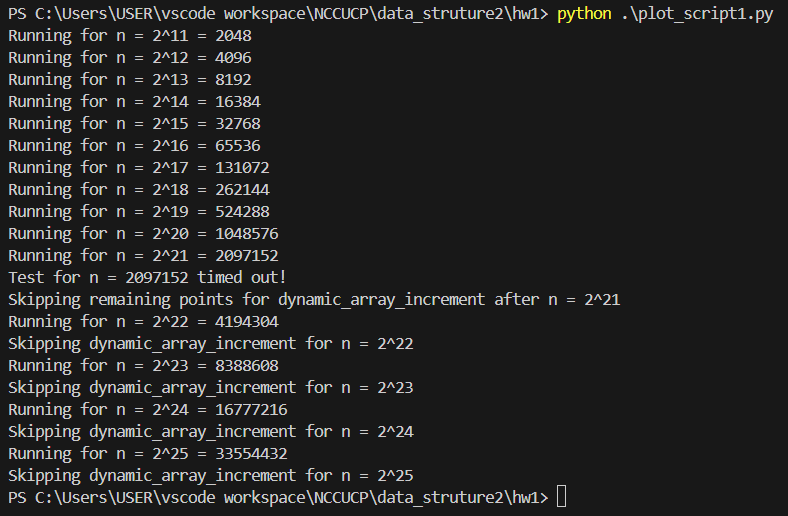 PS C:\Users\USER\vscode workspace\NCCUCP\data_struture2\hw1> python .\plot_script1.py
Running for n = 2^11 = 2048
Running for n = 2^12 = 4096
Running for n = 2^13 = 8192
Running for n = 2^14 = 16384
Running for n = 2^15 = 32768
Running for n = 2^16 = 65536
Running for n = 2^17 = 131072
Running for n = 2^18 = 262144
Running for n = 2^19 = 524288
Running for n = 2^20 = 1048576
Running for n = 2^21 = 2097152
Test for n = 2097152 timed out!
Skipping remaining points for dynamic_array_increment after n = 2^21
Running for n = 2^22 = 4194304
Skipping dynamic_array_increment for n = 2^22
Running for n = 2^23 = 8388608
Skipping dynamic_array_increment for n = 2^23
Running for n = 2^24 = 16777216
Skipping dynamic_array_increment for n = 2^24
Running for n = 2^25 = 33554432
Skipping dynamic_array_increment for n = 2^25
PS C:\Users\USER\vscode workspace\NCCUCP\data_struture2\hw1>